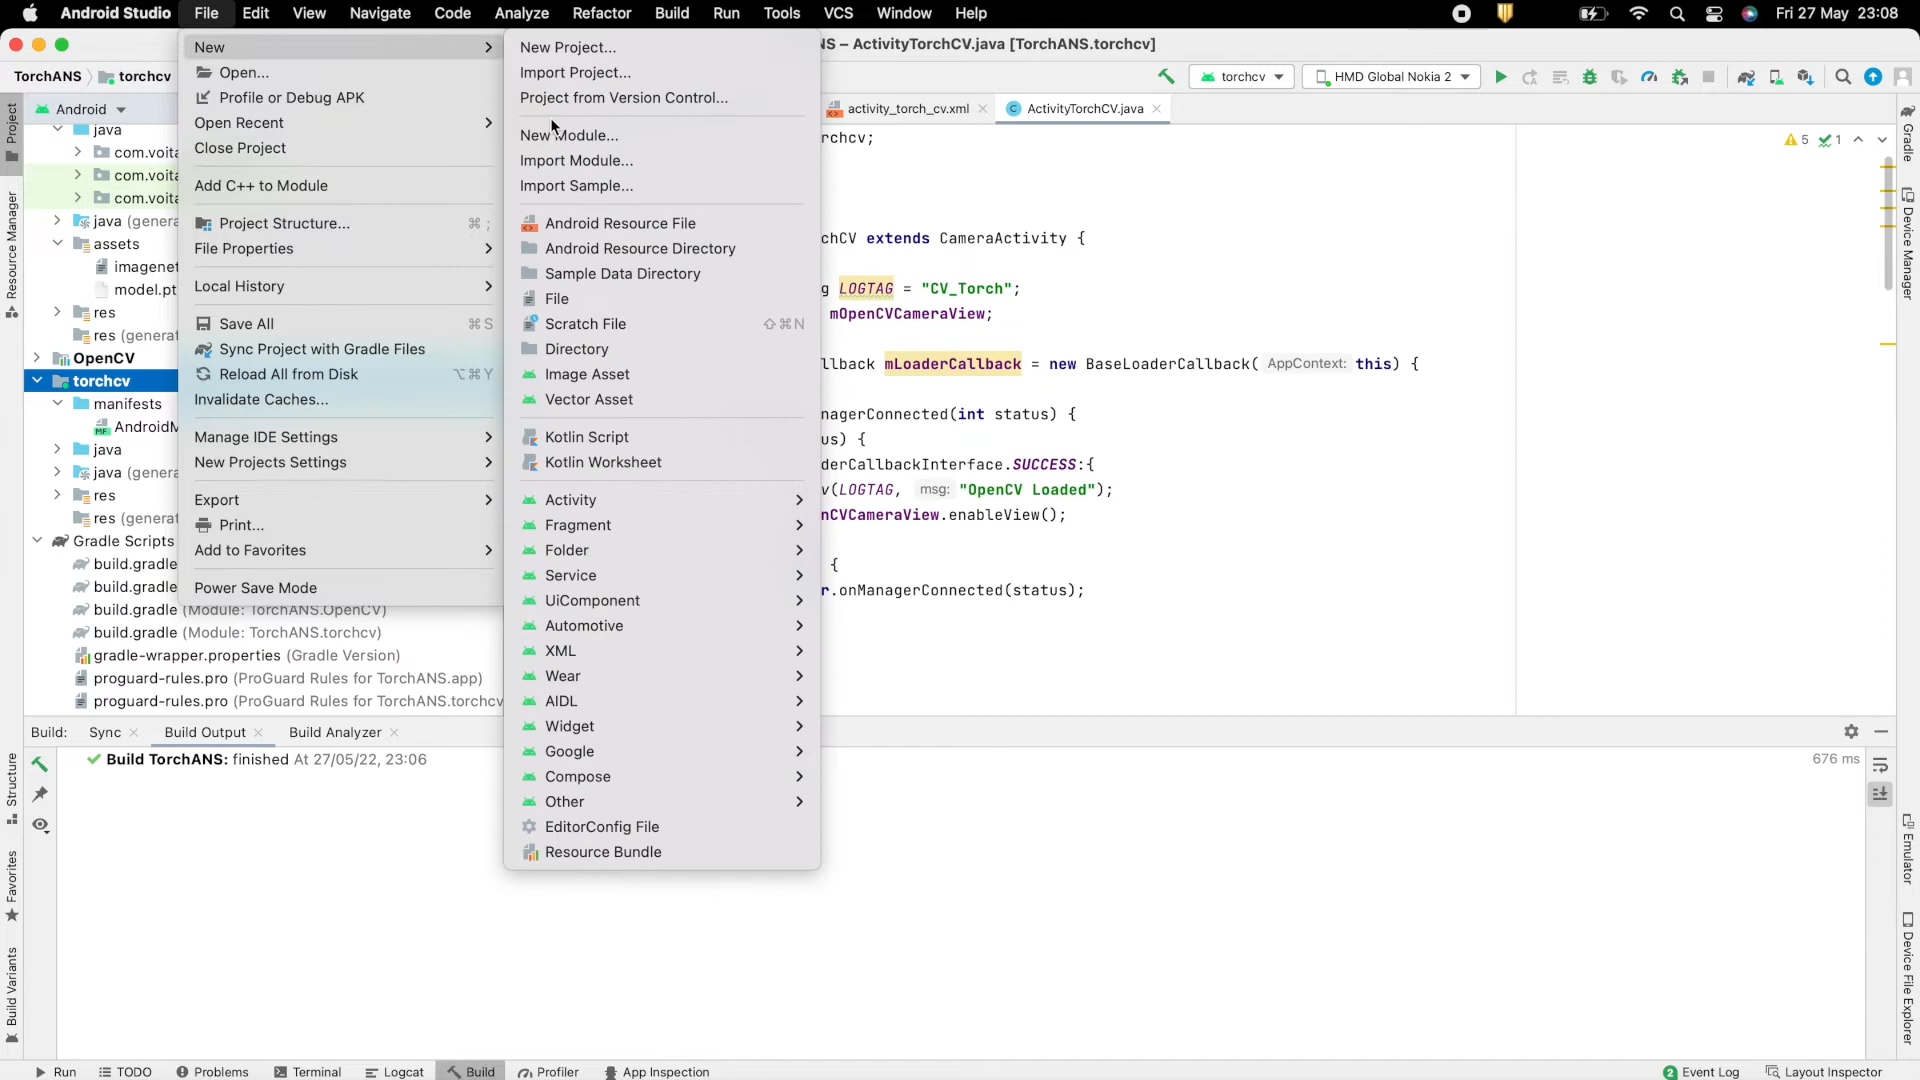 Android Studio File Edit View Navigate Code Analyze Refactor Build Run Tools VCS Window Help Fri 27 May 23:08
NS – ActivityTorchCV.java [TorchANS.torchcv]
TorchANS torchcv
torchcv HMD Global Nokia 2
Android
activity_torch_cv.xml ActivityTorchCV.java
New
Open...
Profile or Debug APK
Open Recent
Close Project
Add C++ to Module
Project Structure... ⌘ ;
File Properties
Local History
Save All ⌘ S
Sync Project with Gradle Files
Reload All from Disk ⌥ ⌘ Y
Invalidate Caches...
Manage IDE Settings
New Projects Settings
Export
Print...
Add to Favorites
Power Save Mode
New Project...
Import Project...
Project from Version Control...
New Module...
Import Module...
Import Sample...
Android Resource File
Android Resource Directory
Sample Data Directory
File
Scratch File ⇧ ⌘ N
Directory
Image Asset
Vector Asset
Kotlin Script
Kotlin Worksheet
Activity
Fragment
Folder
Service
UiComponent
Automotive
XML
Wear
AIDL
Widget
Google
Compose
Other
EditorConfig File
Resource Bundle
java
com.voita
com.voita
com.voita
java (genera
assets
imagenet
model.pt
res
res (generat
OpenCV
torchcv
manifests
AndroidM
java
java (genera
res
res (generat
Gradle Scripts
build.gradle
build.gradle
build.gradle (Module: TorchANS.OpenCV)
build.gradle (Module: TorchANS.torchcv)
gradle-wrapper.properties (Gradle Version)
proguard-rules.pro (ProGuard Rules for TorchANS.app)
proguard-rules.pro (ProGuard Rules for TorchANS.torchcv
rchcv;
5 1
chCV extends CameraActivity {
g LOGTAG = "CV_Torch";
mOpenCVCameraView;
llback mLoaderCallback = new BaseLoaderCallback( AppContext: this) {
nagerConnected(int status) {
us) {
derCallbackInterface.SUCCESS:{
v(LOGTAG, msg: "OpenCV Loaded");
nCVCameraView.enableView();
{
r.onManagerConnected(status);
Build: Sync Build Output Build Analyzer
Build TorchANS: finished At 27/05/22, 23:06 676 ms
Project
Resource Manager
Structure
Favorites
Build Variants
Gradle
Device Manager
Emulator
Device File Explorer
Run TODO Problems Terminal Logcat Build Profiler App Inspection 2 Event Log Layout Inspector